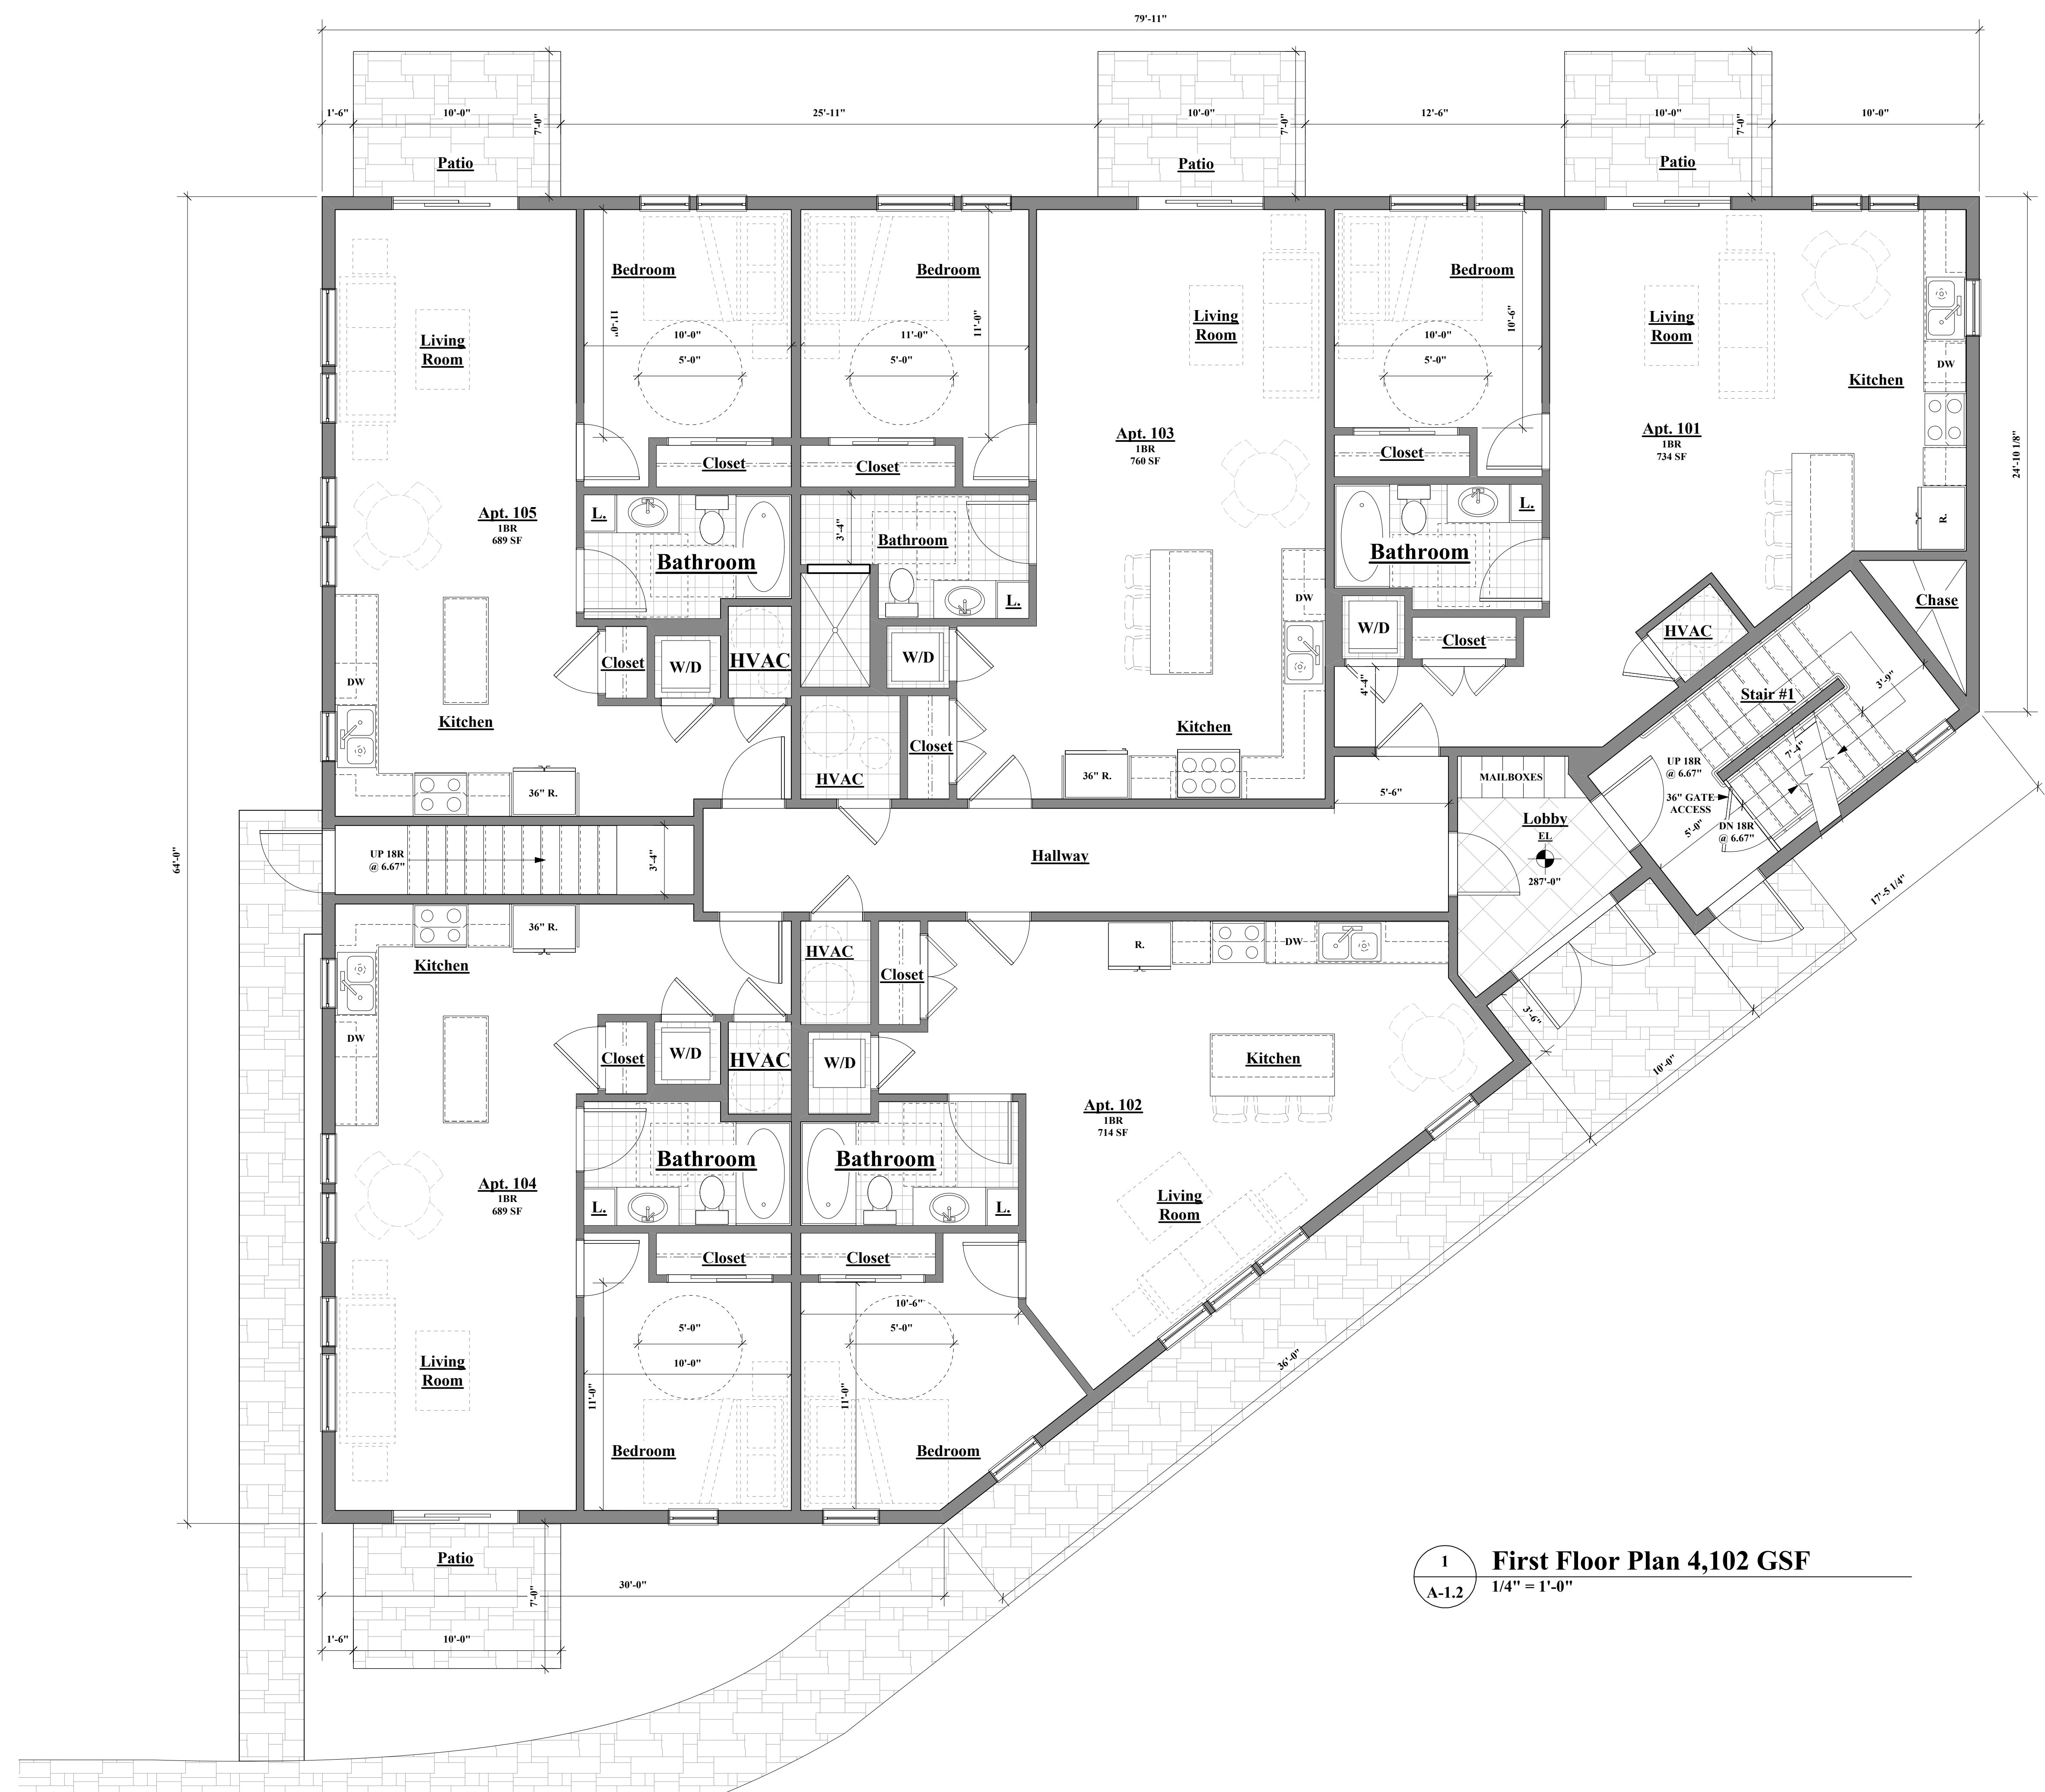 79'-11"
1'-6"
10'-0"
25'-11"
10'-0"
12'-6"
10'-0"
10'-0"
7'-0"
7'-0"
7'-0"
Patio
Patio
Patio
Bedroom
Bedroom
Bedroom
Living
Room
Living
Room
Living
Room
11'-0"
10'-0"
5'-0"
11'-0"
11'-0"
5'-0"
10'-6"
10'-0"
5'-0"
DW
Kitchen
24'-10 1/8"
Apt. 103
1BR
760 SF
Apt. 101
1BR
734 SF
Closet
Closet
Closet
Apt. 105
1BR
689 SF
L.
Bathroom
3'-4"
Bathroom
L.
Bathroom
L.
R.
DW
Chase
W/D
Closet
HVAC
Closet
W/D
HVAC
W/D
DW
4'-4"
Stair #1
3'-9"
Kitchen
Kitchen
Closet
HVAC
36" R.
36" R.
7'-4"
UP 18R
@ 6.67"
MAILBOXES
5'-6"
36" GATE
ACCESS
5'-0"
DN 18R
@ 6.67"
Lobby
EL
287'-0"
UP 18R
@ 6.67"
3'-4"
Hallway
64'-0"
17'-5 1/4"
36" R.
Kitchen
HVAC
Closet
R.
DW
3'-6"
10'-0"
DW
Closet
W/D
HVAC
W/D
Kitchen
Apt. 102
1BR
714 SF
Bathroom
Bathroom
Apt. 104
1BR
689 SF
L.
L.
Living
Room
Closet
Closet
10'-6"
5'-0"
5'-0"
10'-0"
11'-0"
11'-0"
36'-0"
Living
Room
Bedroom
Bedroom
Patio
30'-0"
7'-0"
1'-6"
10'-0"
1
A-1.2
First Floor Plan 4,102 GSF
1/4" = 1'-0"